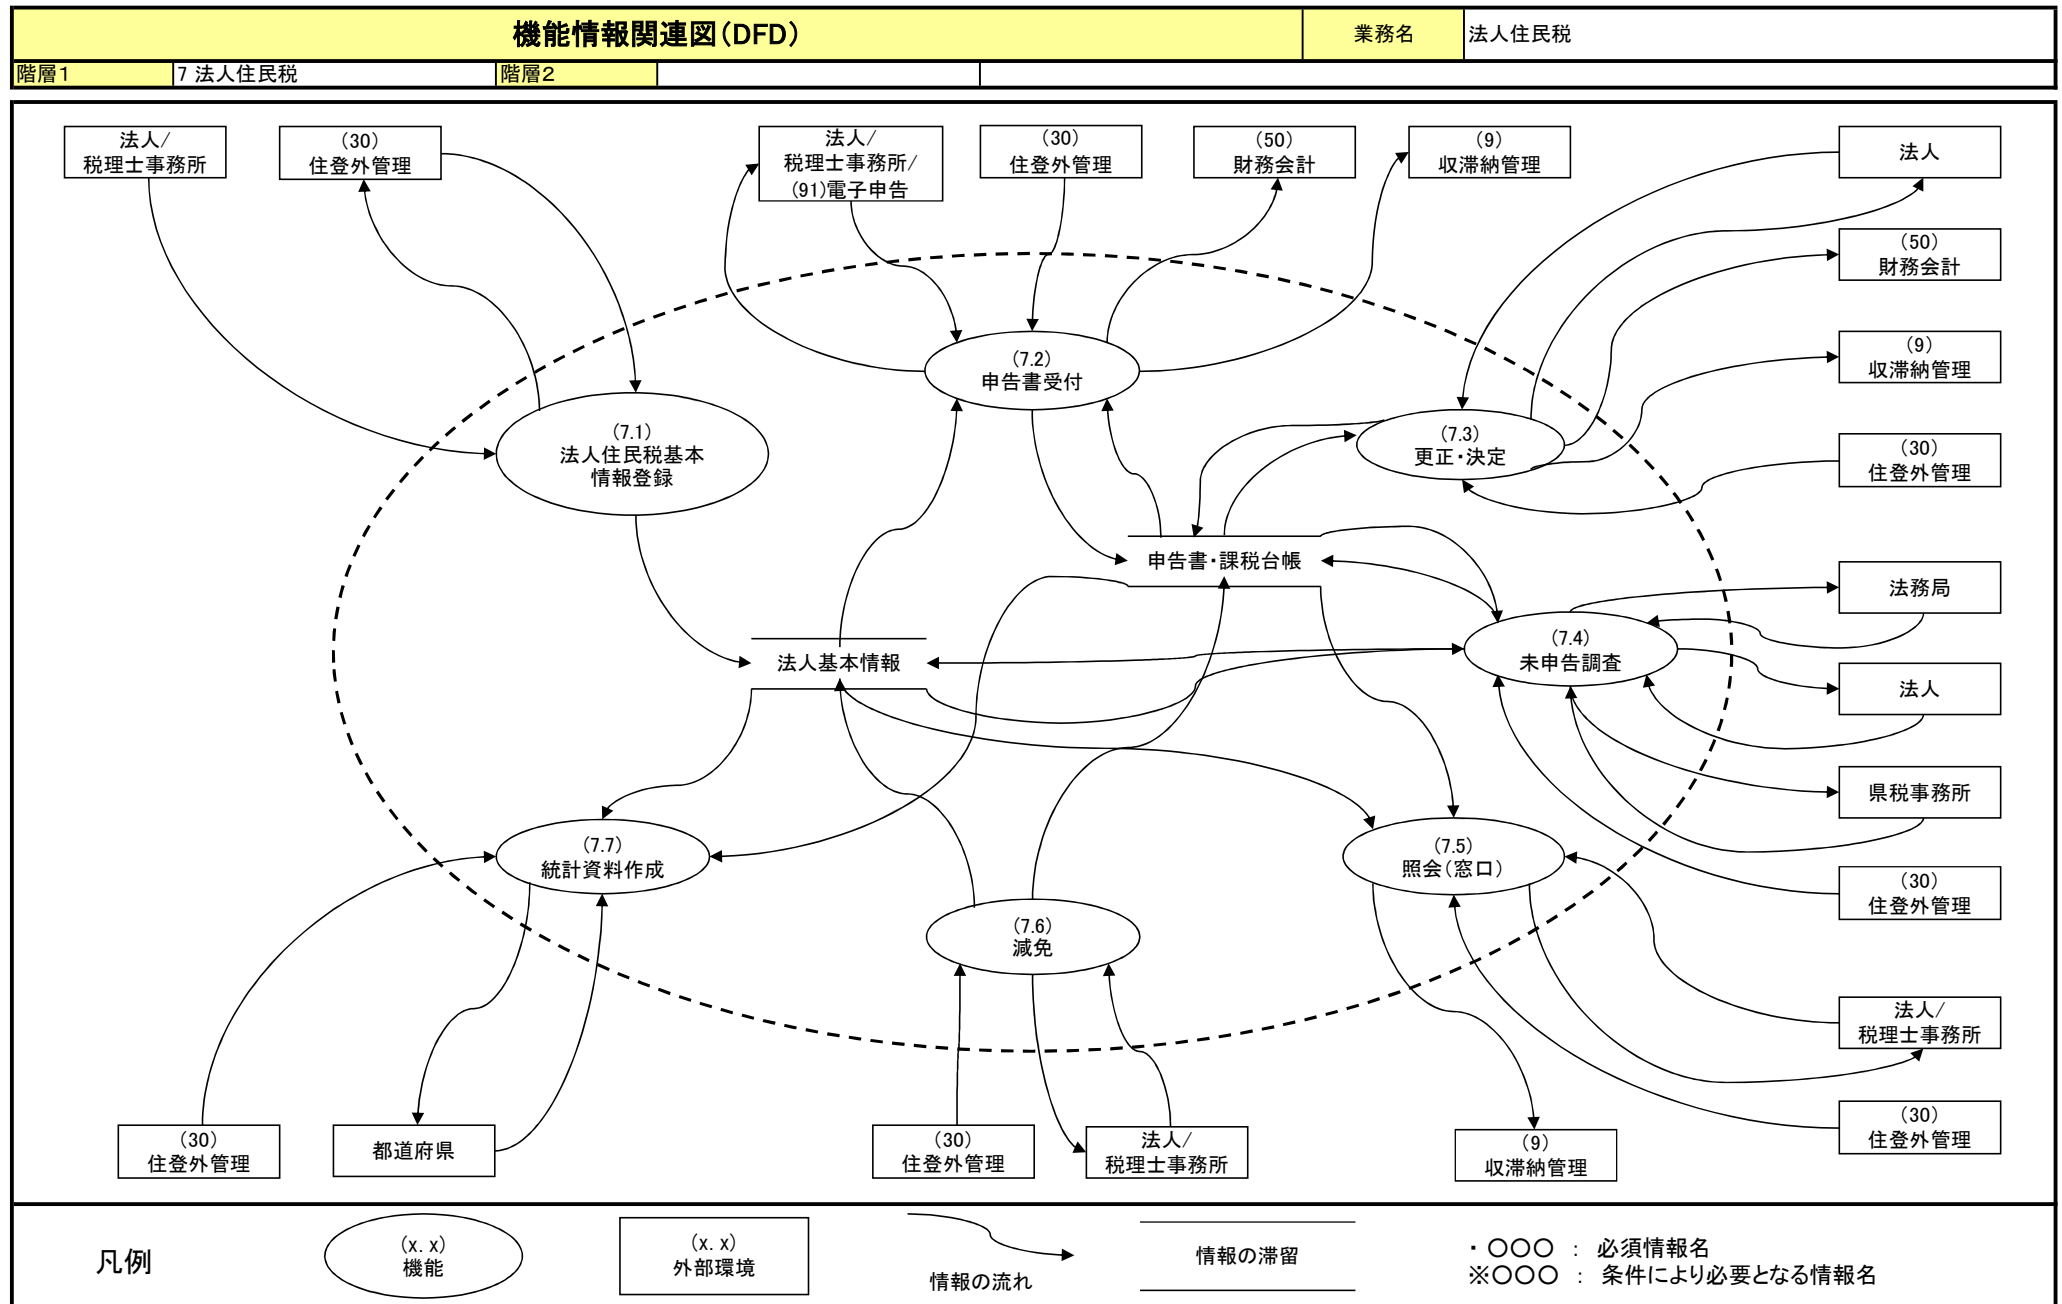 機能情報関連図(DFD)
業務名
法人住民税
階層1
7 法人住民税
階層2
法人/
税理士事務所
(30)
住登外管理
法人/
税理士事務所/
(91)電子申告
(30)
住登外管理
(50)
財務会計
(9)
収滞納管理
法人
(50)
財務会計
(9)
収滞納管理
(30)
住登外管理
(7.2)
申告書受付
(7.1)
法人住民税基本
情報登録
(7.3)
更正・決定
申告書・課税台帳
法務局
(7.4)
未申告調査
法人基本情報
法人
県税事務所
(7.7)
統計資料作成
(7.5)
照会(窓口)
(30)
住登外管理
(7.6)
減免
法人/
税理士事務所
(30)
住登外管理
(30)
住登外管理
都道府県
(30)
住登外管理
法人/
税理士事務所
(9)
収滞納管理
凡例
(x.x)
機能
(x.x)
外部環境
情報の流れ
情報の滞留
・〇〇〇 : 必須情報名
※〇〇〇 : 条件により必要となる情報名